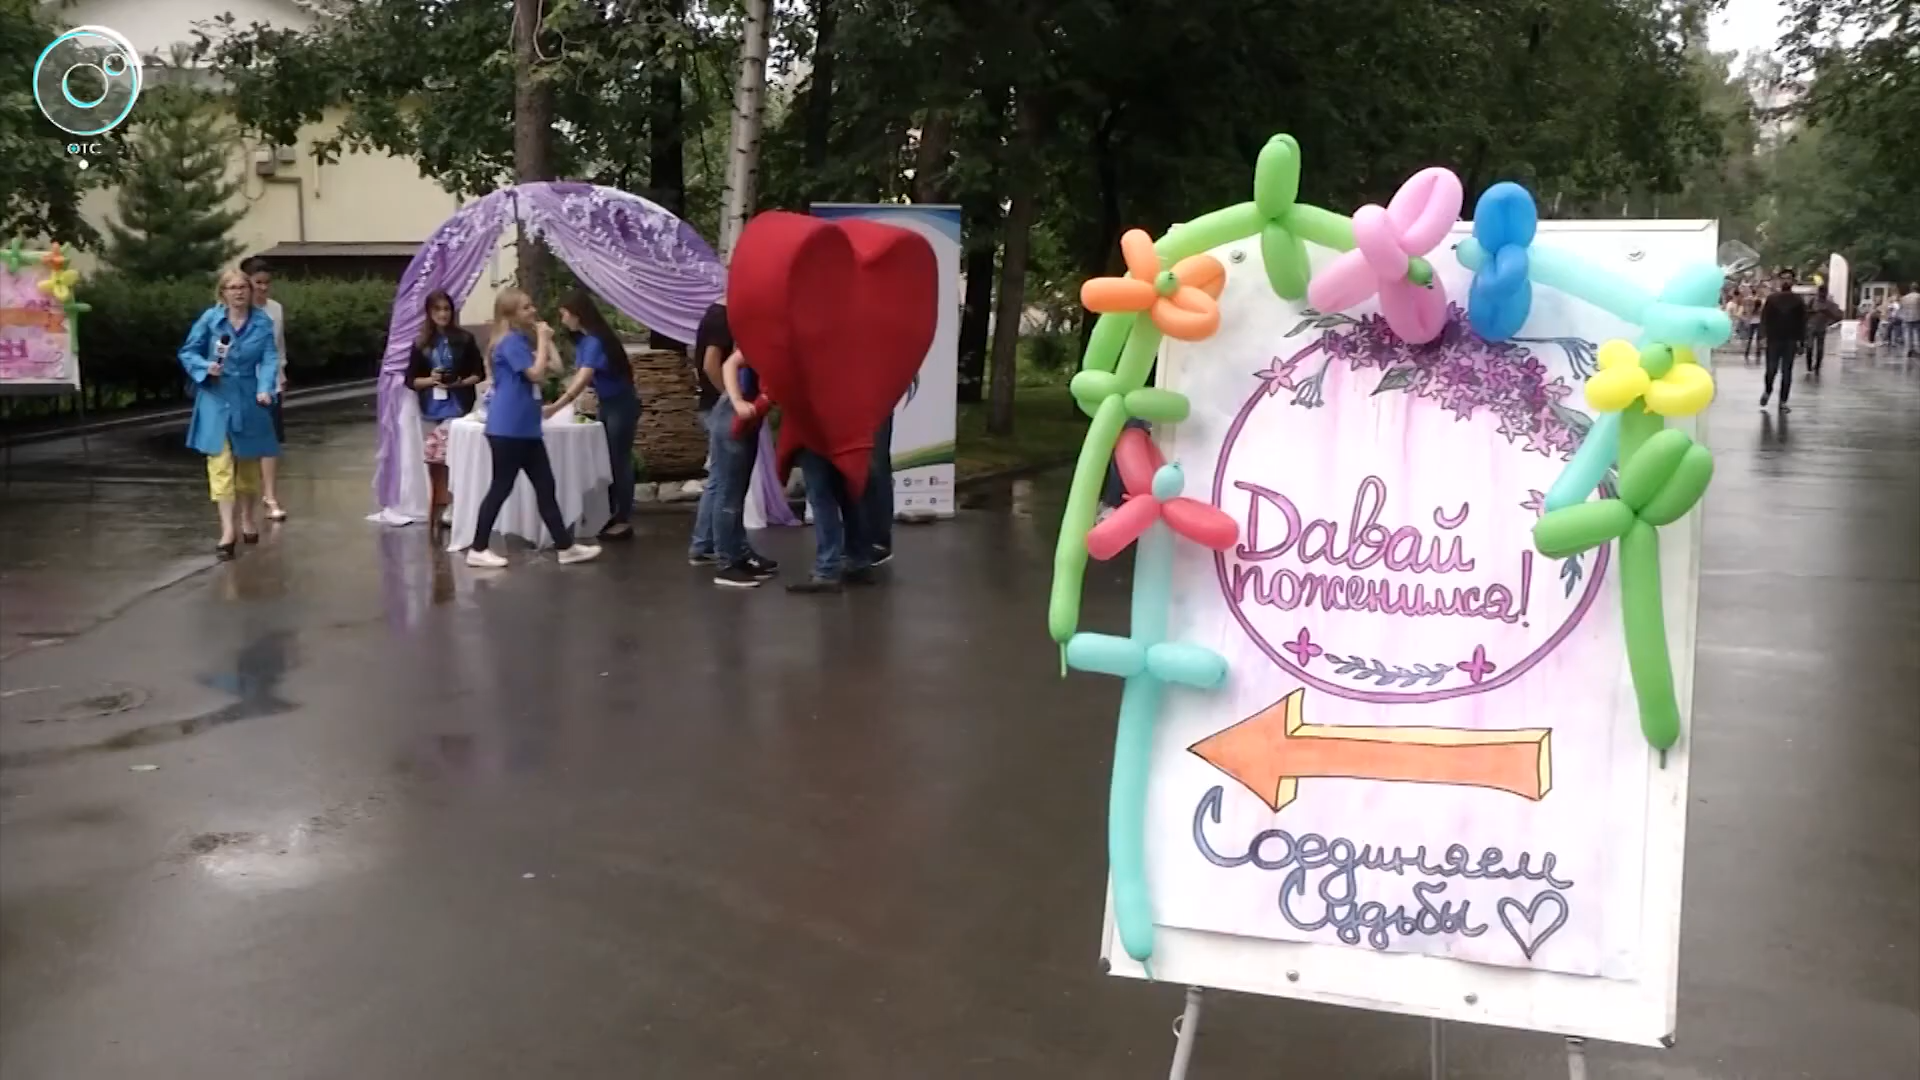 ОТС
Давай
поженимся!
Соединяем
Судьбы